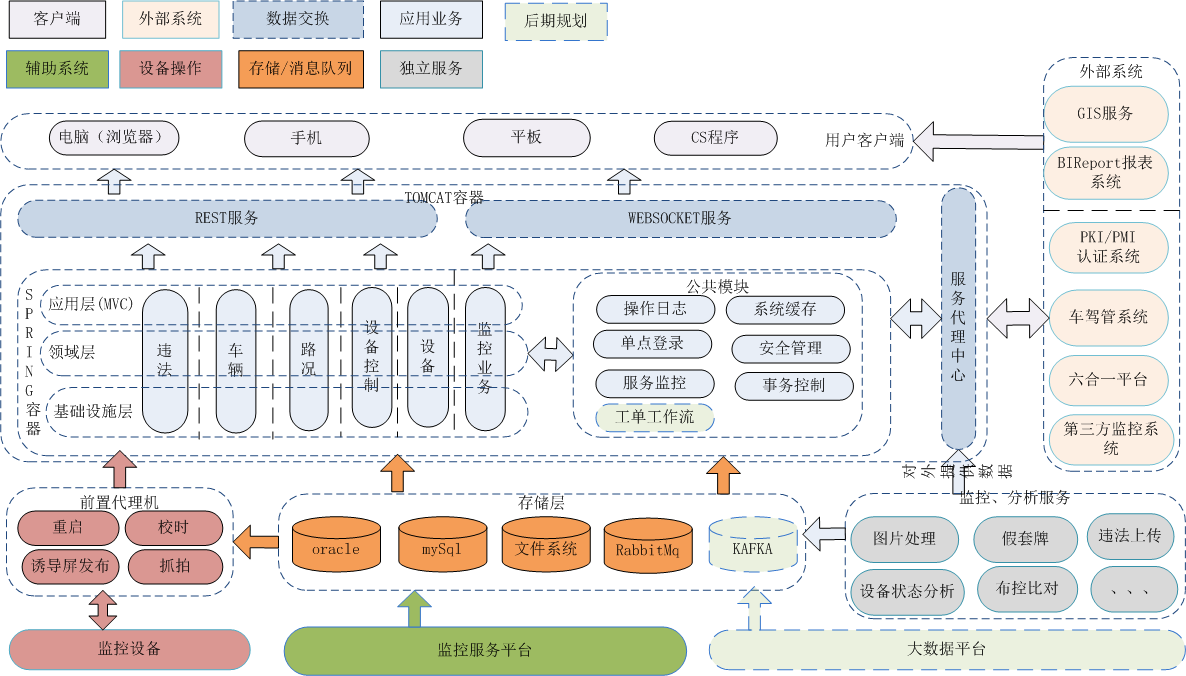 客户端
外部系统
数据交换
应用业务
后期规划
辅助系统
设备操作
存储/消息队列
独立服务
外部系统
GIS服务
BIReport报表
系统
PKI/PMI
认证系统
车驾管系统
六合一平台
第三方监控系
统
电脑（浏览器）
手机
平板
CS程序
用户客户端
TOMCAT容器
REST服务
WEBSOCKET服务
服务代理中心
SPRING容器
应用层(MVC)
领域层
基础设施层
违法
车辆
路况
设备控制
设备
监控业务
公共模块
操作日志
系统缓存
单点登录
安全管理
服务监控
事务控制
工单工作流
对外提供数据
前置代理机
重启
校时
诱导屏发布
抓拍
监控设备
存储层
oracle
mySql
文件系统
RabbitMq
KAFKA
监控、分析服务
图片处理
假套牌
违法上传
设备状态分析
布控比对
、、、
监控服务平台
大数据平台